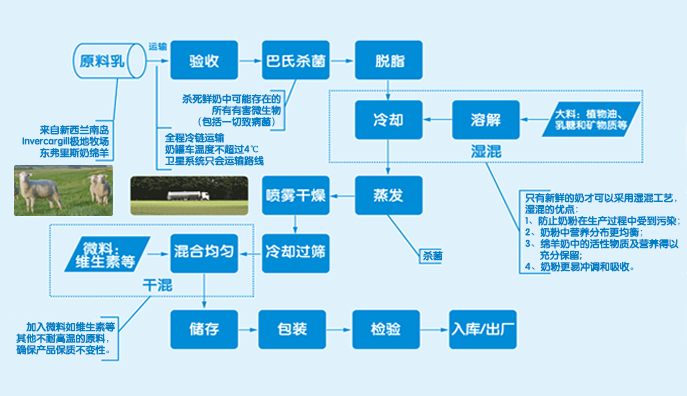 原料乳
运输
验收
巴氏杀菌
脱脂
杀死鲜奶中可能存在的
所有有害微生物
(包括一切致病菌)
来自新西兰南岛
Invercargill极地牧场
东弗里斯奶绵羊
全程冷链运输
奶罐车温度不超过4℃
卫星系统只会运输路线
冷却
溶解
大料：植物油、
乳糖和矿物质等
湿混
喷雾干燥
蒸发
只有新鲜的奶才可以采用湿混工艺，
湿混的优点：
1、防止奶粉在生产过程中受到污染；
2、奶粉中营养分布更均衡；
3、绵羊奶中的活性物质及营养得以
充分保留；
4、奶粉更易冲调和吸收。
杀菌
微料：
维生素等
混合均匀
冷却过筛
干混
加入微料如维生素等
其他不耐高温的原料，
确保产品保质不变性。
储存
包装
检验
入库/出厂